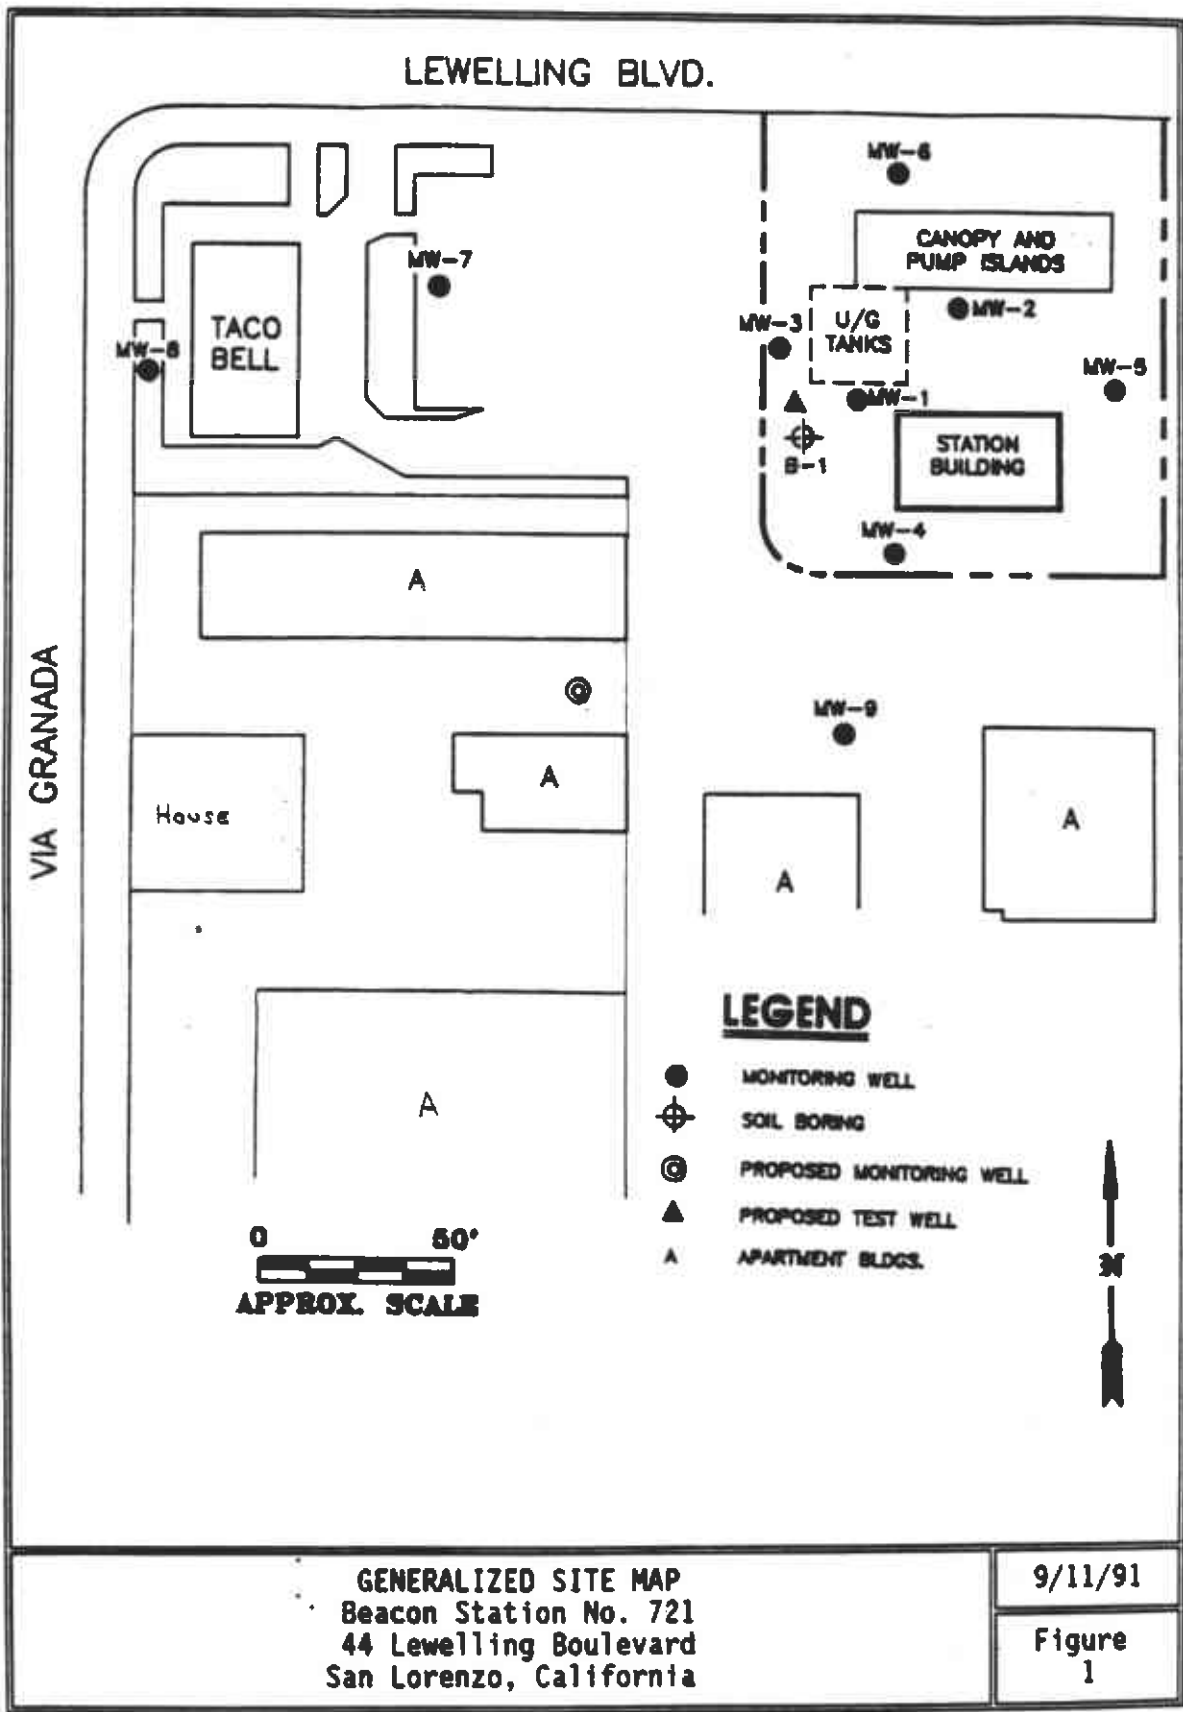 LEWELLING BLVD.
MW-6
CANOPY AND
PUMP ISLANDS
MW-7
MW-2
MW-3
U/G
TANKS
TACO
BELL
MW-8
MW-5
MW-1
STATION
BUILDING
B-1
MW-4
A
VIA GRANADA
MW-9
A
House
A
A
LEGEND
MONITORING WELL
A
SOIL BORING
PROPOSED MONITORING WELL
PROPOSED TEST WELL
A APARTMENT BLDGS.
0 50'
APPROX. SCALE
N
GENERALIZED SITE MAP
Beacon Station No. 721
44 Lewelling Boulevard
San Lorenzo, California
9/11/91
Figure
1